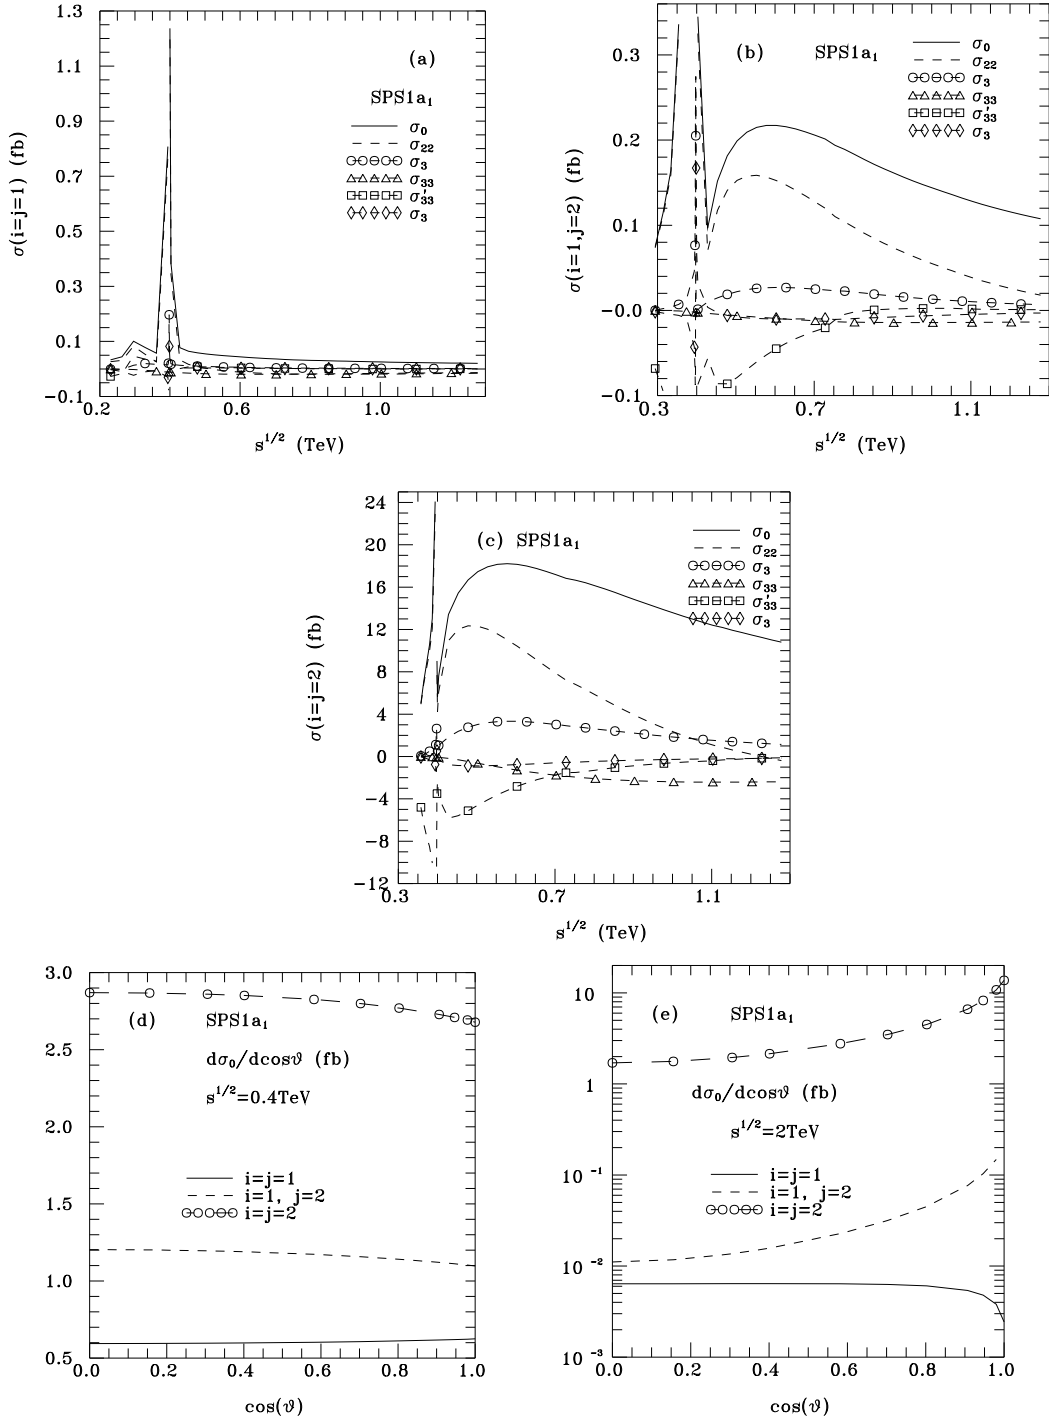 1.3
1.1
0.9
0.7
0.5
0.3
0.1
−0.1
0.2
0.6
1.0
σ(i=j=1) (fb)
s^{1/2} (TeV)
(a)
SPS1a₁
σ₀
σ₂₂
σ₃
σ₃₃
σ'₃₃
σ₃
0.3
0.2
0.1
−0.0
−0.1
0.3
0.7
1.1
σ(i=1,j=2) (fb)
s^{1/2} (TeV)
(b) SPS1a₁
σ₀
σ₂₂
σ₃
σ₃₃
σ'₃₃
σ₃
24
20
16
12
8
4
0
−4
−8
−12
0.3
0.7
1.1
σ(i=j=2) (fb)
s^{1/2} (TeV)
(c) SPS1a₁
σ₀
σ₂₂
σ₃
σ₃₃
σ'₃₃
σ₃
3.0
2.5
2.0
1.5
1.0
0.5
0.0 0.2 0.4 0.6 0.8 1.0
cos(ϑ)
(d) SPS1a₁
dσ₀/dcosϑ (fb)
s^{1/2}=0.4TeV
i=j=1
i=1, j=2
i=j=2
10
1
10⁻¹
10⁻²
10⁻³
0.0 0.2 0.4 0.6 0.8 1.0
cos(ϑ)
(e) SPS1a₁
dσ₀/dcosϑ (fb)
s^{1/2}=2TeV
i=j=1
i=1, j=2
i=j=2